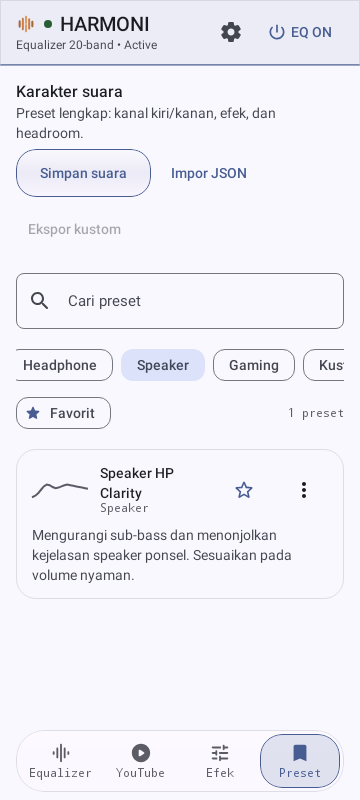 HARMONI
Equalizer 20-band • Active
EQ ON
Karakter suara
Preset lengkap: kanal kiri/kanan, efek, dan
headroom.
Simpan suara
Impor JSON
Ekspor kustom
Cari preset
Headphone
Speaker
Gaming
Kus
Favorit
1 preset
Speaker HP
Clarity
Speaker
Mengurangi sub-bass dan menonjolkan
kejelasan speaker ponsel. Sesuaikan pada
volume nyaman.
Equalizer
YouTube
Efek
Preset